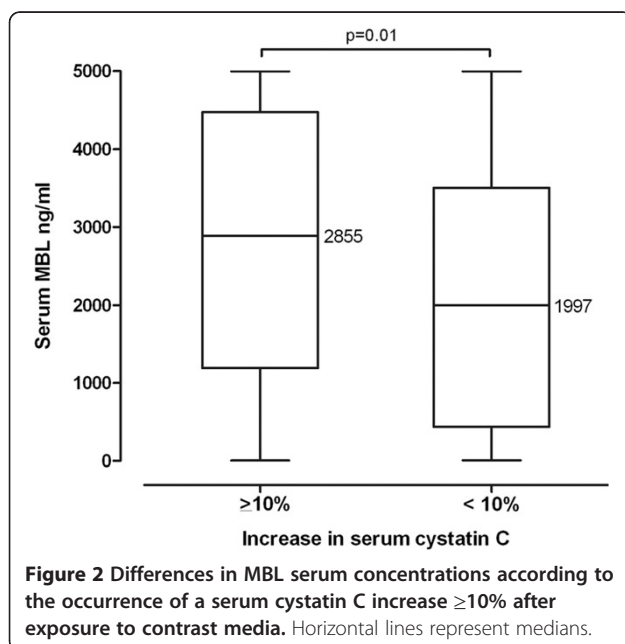 p=0.01
5000
4000
3000
2000
1000
0
Serum MBL ng/ml
2855
1997
≥10%
< 10%
Increase in serum cystatin C
Figure 2 Differences in MBL serum concentrations according to
the occurrence of a serum cystatin C increase ≥10% after
exposure to contrast media. Horizontal lines represent medians.